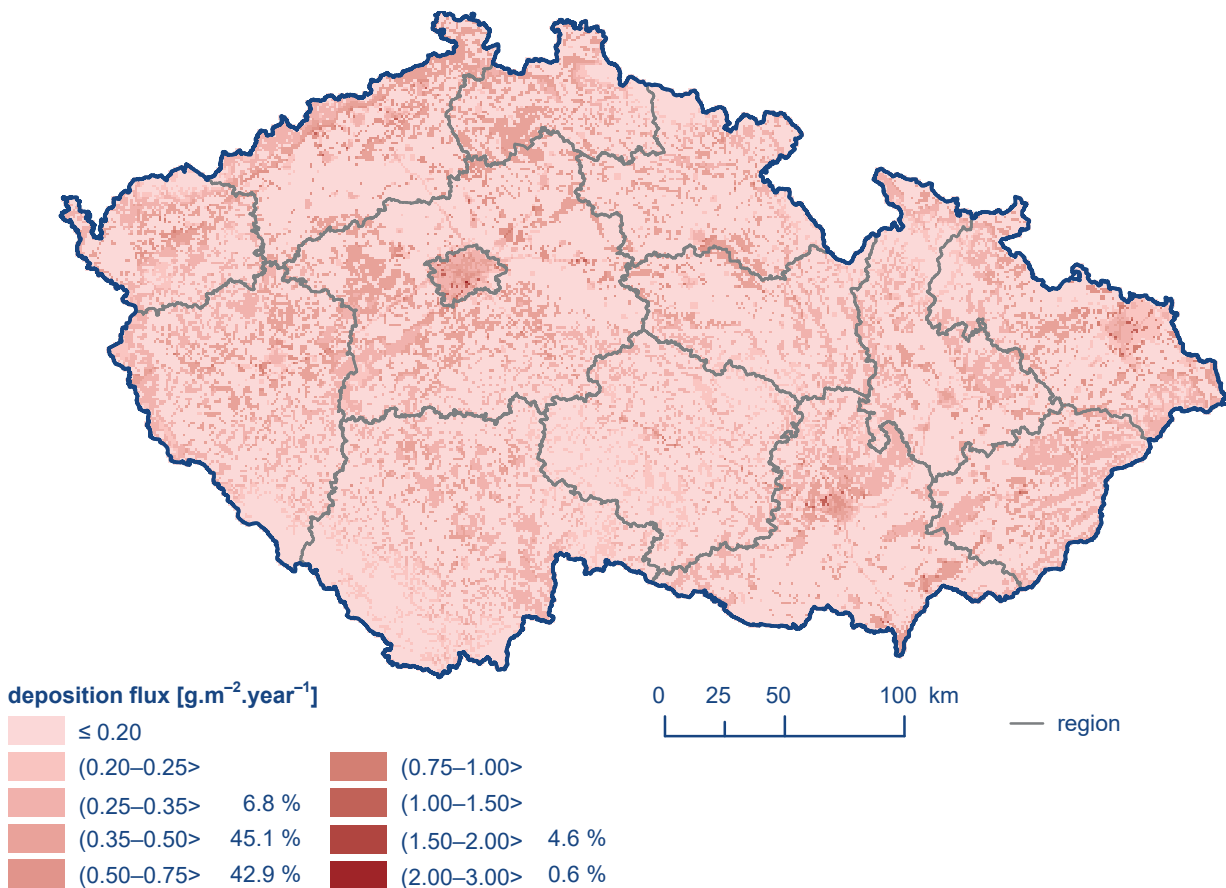 deposition flux [g.m⁻².year⁻¹]
≤ 0.20
(0.20–0.25>
(0.25–0.35> 6.8 %
(0.35–0.50> 45.1 %
(0.50–0.75> 42.9 %
(0.75–1.00>
(1.00–1.50>
(1.50–2.00> 4.6 %
(2.00–3.00> 0.6 %
0 25 50 100 km
region